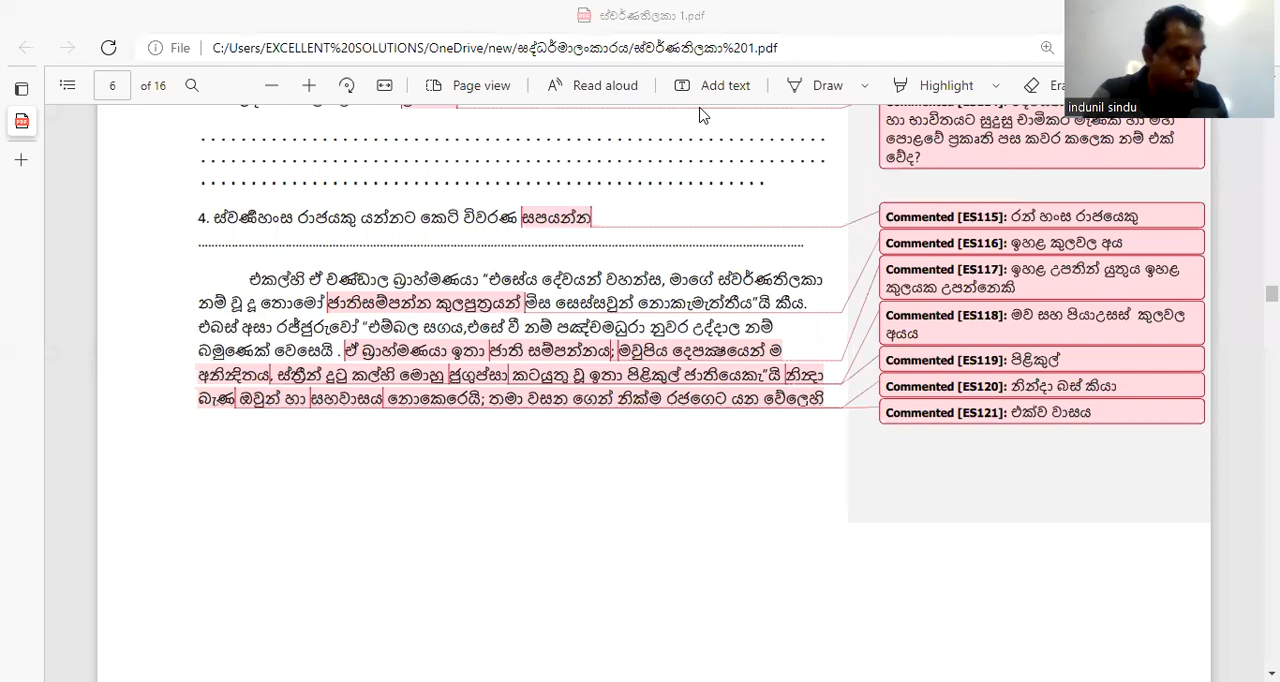 ස්වර්ණතිලකා 1.pdf
File C:/Users/EXCELLENT%20SOLUTIONS/OneDrive/new/සද්ධර්මාලංකාරය/ස්වර්ණතිලකා%201.pdf
6 of 16 Page view Read aloud Add text Draw Highlight
indunil sindu
හා භාවිතයට සුදුසු චාමිකර මැණික් හා මහ
පොළවේ ප්‍රකෘති පස කවර කලෙක නම් එක්
වේද?
4. ස්වර්ණහංස රාජයකු යන්නට කෙටි විවරණ සපයන්න
එකල්හි ඒ චණ්ඩාල බ්‍රාහ්මණයා “එසේය දේවයන් වහන්ස, මාගේ ස්වර්ණතිලකා
නම් වූ දූ තොමෝ ජාතිසම්පන්න කුලපුත්‍රයන් මිස සෙස්සවුන් නොකැමැත්තීය”යි කීය.
එබස් අසා රජ්ජුරුවෝ “එම්බල සගය,එසේ වී නම් පඤ්චමධුරා නුවර උද්දාල නම්
බමුණෙක් වෙසෙයි . ඒ බ්‍රාහ්මණයා ඉතා ජාති සම්පන්නය; මවුපිය දෙපක්‍ෂයෙන් ම
අනින්‍දිතය, ස්ත්‍රීන් දුටු කල්හි මොහු ජුගුප්සා කටයුතු වූ ඉතා පිළිකුල් ජාතියෙකැ”යි නින්‍දා
බැණ ඔවුන් හා සහවාසය නොකෙරෙයි; තමා වසන ගෙන් නික්ම රජගෙට යන වේලෙහි
Commented [ES115]: රන් හංස රාජයෙකු
Commented [ES116]: ඉහළ කුලවල අය
Commented [ES117]: ඉහළ උපතින් යුතුය ඉහළ
කුලයක උපන්නෙකි
Commented [ES118]: මව සහ පියාඋසස් කුලවල
අයය
Commented [ES119]: පිළිකුල්
Commented [ES120]: නින්දා බස් කියා
Commented [ES121]: එක්ව වාසය